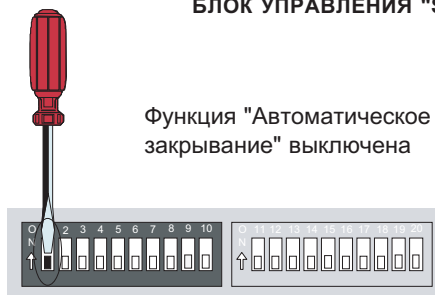 БЛОК УПРАВЛЕНИЯ "S
Функция "Автоматическое
закрывание" выключена
O 2 3 4 5 6 7 8 9 10
N
O 11 12 13 14 15 16 17 18 19 20
N